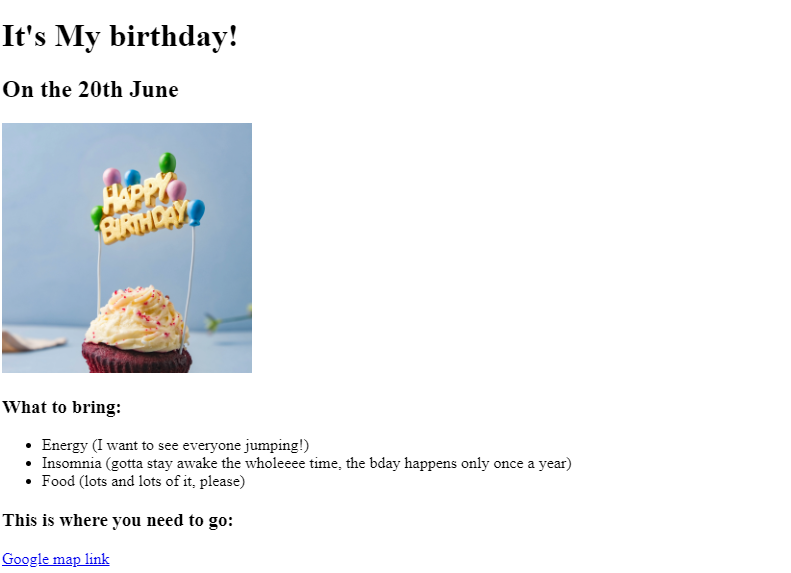 It's My birthday!
On the 20th June
HAPPY
BIRTHDAY
What to bring:
Energy (I want to see everyone jumping!)
Insomnia (gotta stay awake the wholeeee time, the bday happens only once a year)
Food (lots and lots of it, please)
This is where you need to go:
Google map link